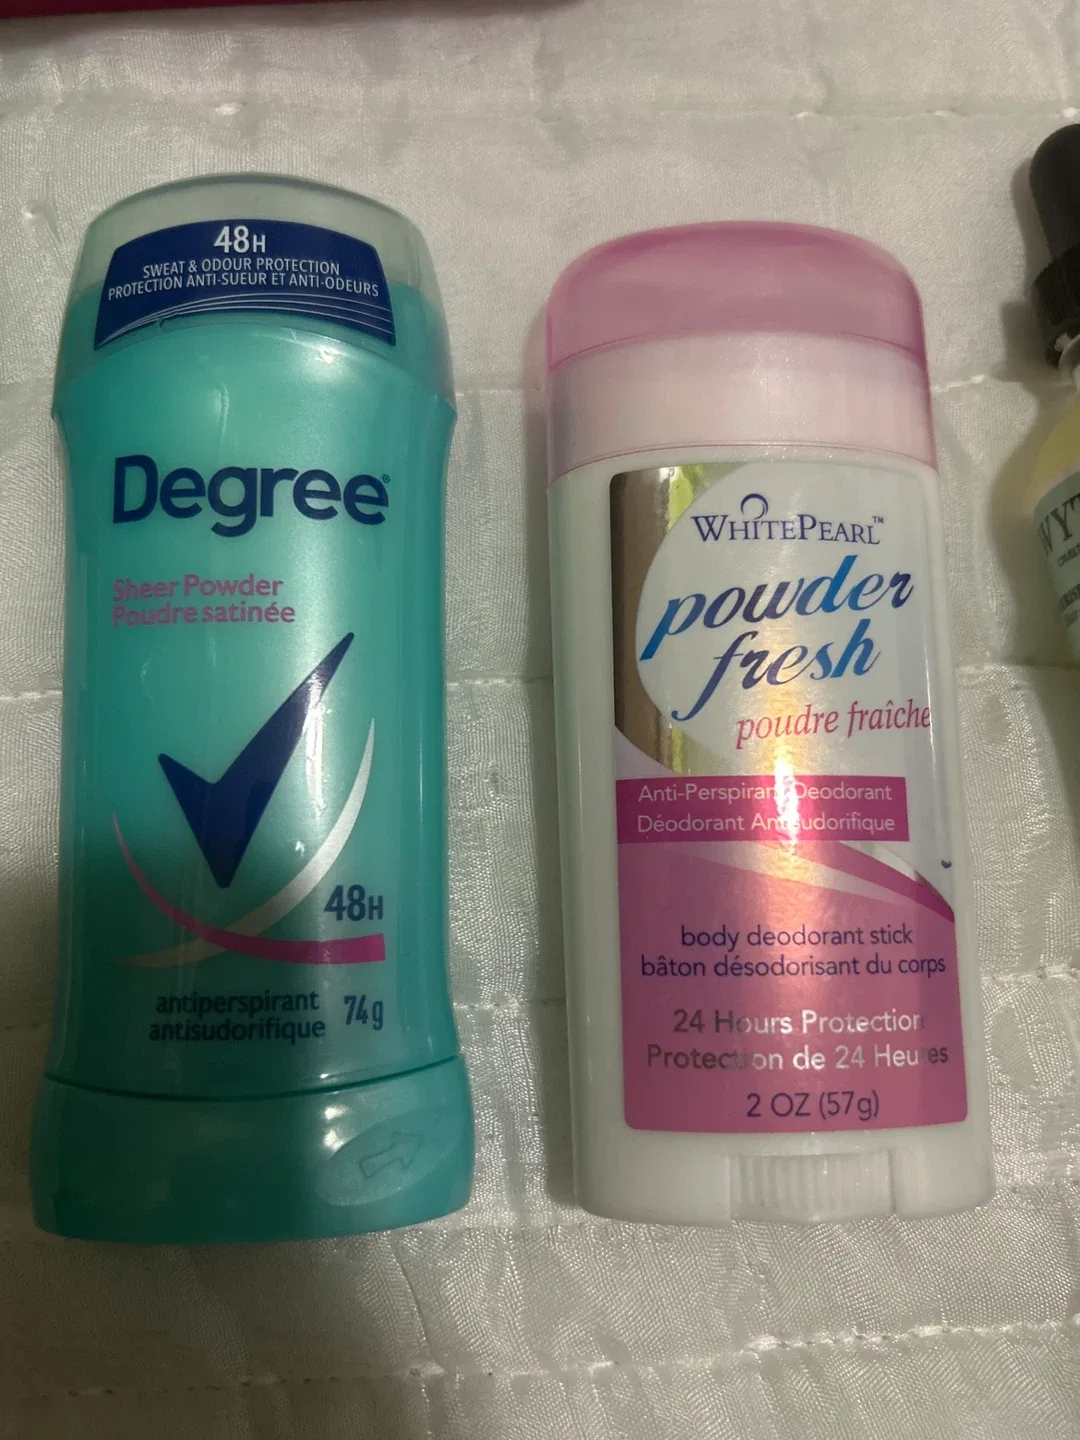 48H
SWEAT & ODOUR PROTECTION
PROTECTION ANTI-SUEUR ET ANTI-ODEURS
Degree®
Sheer Powder
Poudre satinée
48H
antiperspirant
antisudorifique
74g
WHITEPEARL™
powder
fresh
poudre fraîche
Anti-Perspirant Deodorant
Déodorant Antisudorifique
body deodorant stick
bâton désodorisant du corps
24 Hours Protection
Protection de 24 Heures
2 OZ (57g)